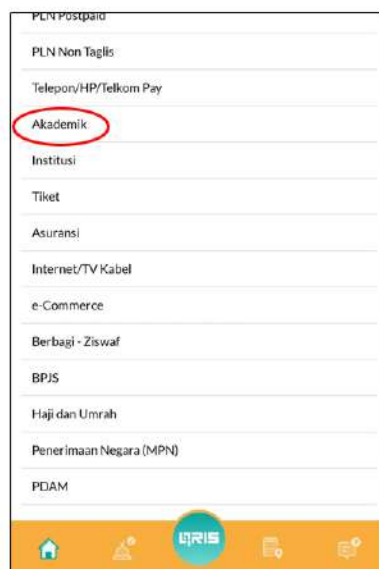 PLN Postpaid
PLN Non Taglis
Telepon/HP/Telkom Pay
Akademik
Institusi
Tiket
Asuransi
Internet/TV Kabel
e-Commerce
Berbagi - Ziswaf
BPJS
Haji dan Umrah
Penerimaan Negara (MPN)
PDAM
QRIS